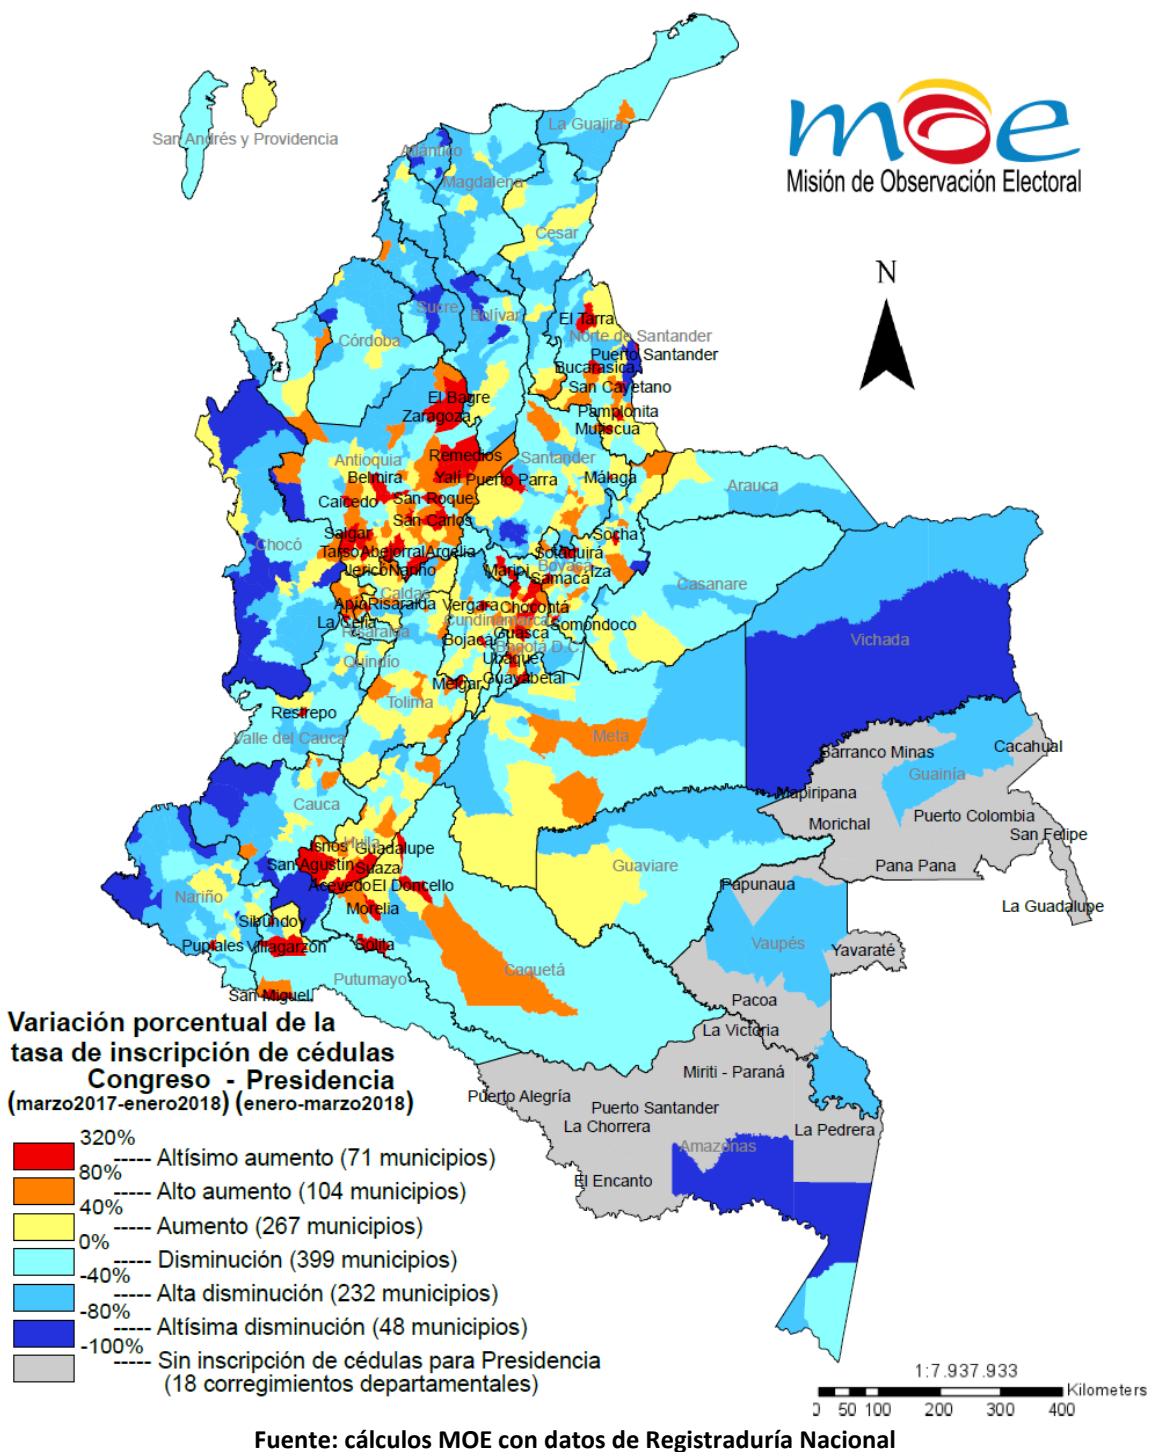 moe
Misión de Observación Electoral
N
San Andrés y Providencia
La Guajira
Atlántico
Magdalena
Cesar
Sucre
Bolívar
El Tarra
Norte de Santander
Córdoba
Puerto Santander
Bucarasica
San Cayetano
El Bagre
Zaragoza
Pamplonita
Mutiscua
Antioquia
Remedios
Santander
Belmira
Yalí
Puerto Parra
Málaga
Arauca
Caicedo
San Roque
San Carlos
Salgar
Socha
Chocó
Tarso
Abejorral
Argelia
Sotaquirá
Boyacá
Jericó
Nariño
Maripí
Samacá
Iza
Casanare
Caldas
Apía
Risaralda
Vergara
Chocontá
La Celia
Cundinamarca
Somondoco
Risaralda
Bojacá
Guasca
Bogotá D.C.
Vichada
Quindío
Ubaque
Melgar
Guayabetal
Tolima
Restrepo
Valle del Cauca
Meta
Barranco Minas
Cacahual
Guainía
Mapiripana
Cauca
Morichal
Puerto Colombia
San Felipe
Isnos
Huila
Guadalupe
San Agustín
Suaza
Guaviare
Pana Pana
Acevedo
El Doncello
Papunaua
Nariño
Morelia
La Guadalupe
Sibundoy
Pupiales
Villagarzón
Solita
Vaupés
Yavaraté
Caquetá
Putumayo
San Miguel
Pacoa
La Victoria
Miriti - Paraná
Puerto Alegría
Puerto Santander
La Chorrera
La Pedrera
Amazonas
El Encanto
Variación porcentual de la
tasa de inscripción de cédulas
Congreso - Presidencia
(marzo2017-enero2018) (enero-marzo2018)
320%
----- Altísimo aumento (71 municipios)
80%
----- Alto aumento (104 municipios)
40%
----- Aumento (267 municipios)
0%
----- Disminución (399 municipios)
-40%
----- Alta disminución (232 municipios)
-80%
----- Altísima disminución (48 municipios)
-100%
----- Sin inscripción de cédulas para Presidencia
(18 corregimientos departamentales)
1:7.937.933
Kilometers
0 50 100 200 300 400
Fuente: cálculos MOE con datos de Registraduría Nacional